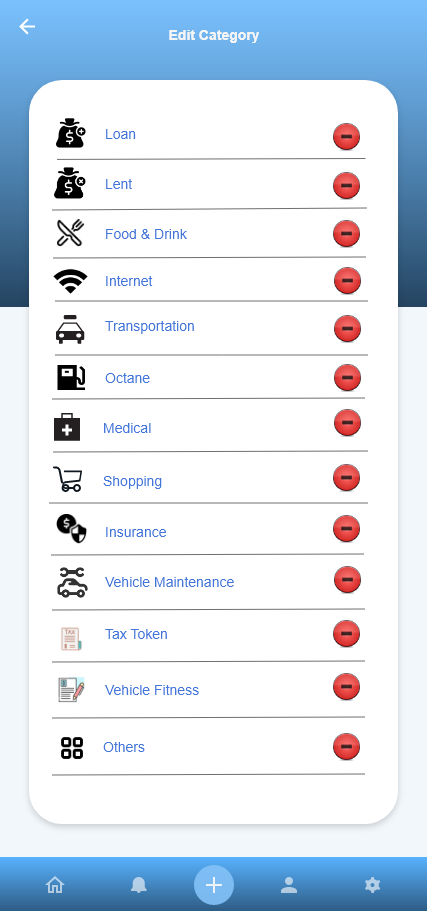 Edit Category
Loan
Lent
Food & Drink
Internet
Transportation
Octane
Medical
Shopping
Insurance
Vehicle Maintenance
TAX
Tax Token
Vehicle Fitness
Others